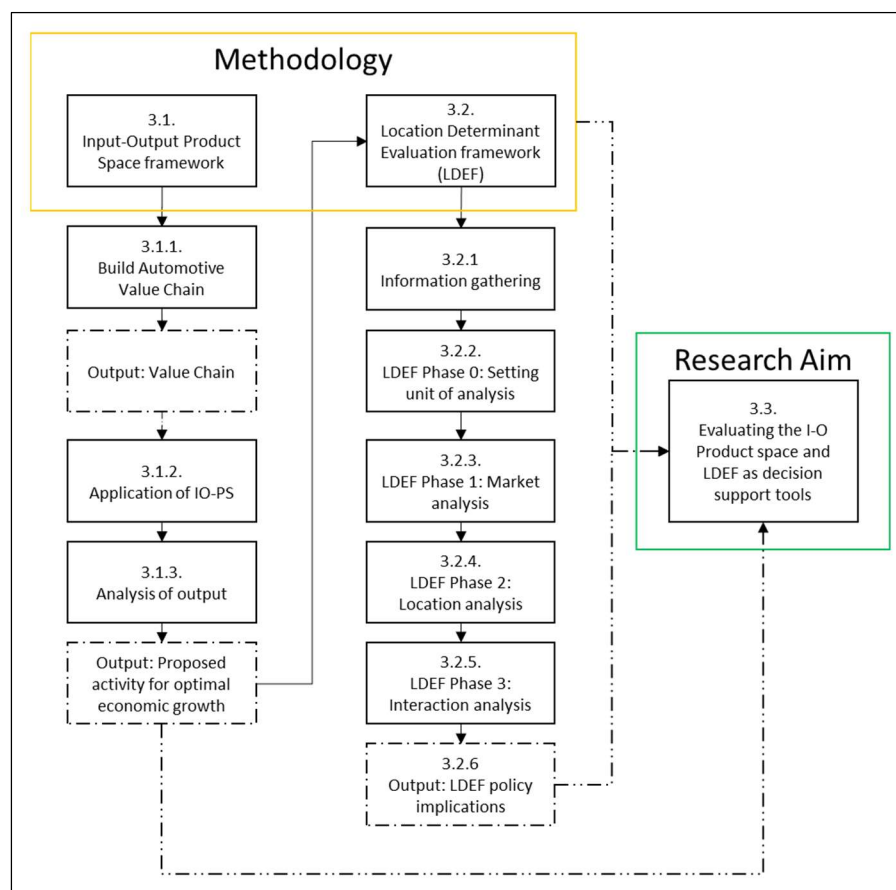 Methodology
3.1.
Input-Output Product
Space framework
3.1.1.
Build Automotive
Value Chain
Output: Value Chain
3.1.2.
Application of IO-PS
3.1.3.
Analysis of output
Output: Proposed
activity for optimal
economic growth
3.2.
Location Determinant
Evaluation framework
(LDEF)
3.2.1
Information gathering
3.2.2.
LDEF Phase 0: Setting
unit of analysis
3.2.3.
LDEF Phase 1: Market
analysis
3.2.4.
LDEF Phase 2:
Location analysis
3.2.5.
LDEF Phase 3:
Interaction analysis
3.2.6
Output: LDEF policy
implications
Research Aim
3.3.
Evaluating the I-O
Product space and
LDEF as decision
support tools